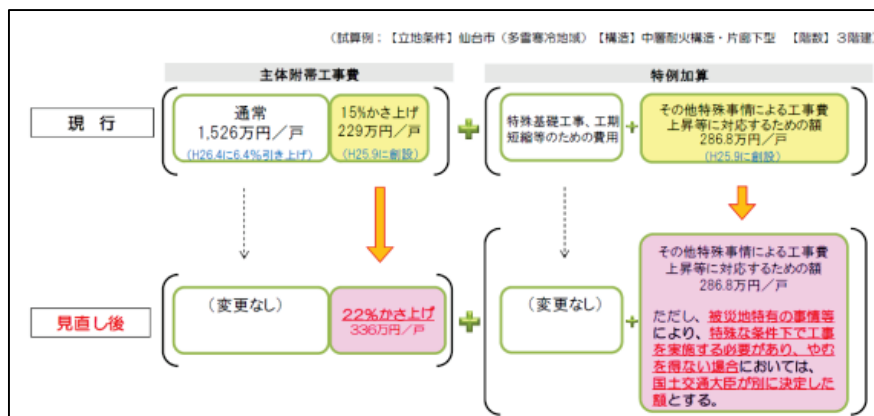 (試算例:【立地条件】仙台市(多雪寒冷地域)【構造】中層耐火構造・片廊下型 【階数】3階建
主体附帯工事費
特例加算
現 行
通常
1,526万円/戸
(H26.4に6.4%引き上げ)
15%かさ上げ
229万円/戸
(H25.9に創設)
特殊基礎工事、工期
短縮等のための費用
その他特殊事情による工事費
上昇等に対応するための額
286.8万円/戸
(H25.9に創設)
見直し後
(変更なし)
22%かさ上げ
336万円/戸
(変更なし)
その他特殊事情による工事費
上昇等に対応するための額
286.8万円/戸
ただし、被災地特有の事情等
により、特殊な条件下で工事
を実施する必要があり、やむ
を得ない場合においては、
国土交通大臣が別に決定した
額とする。